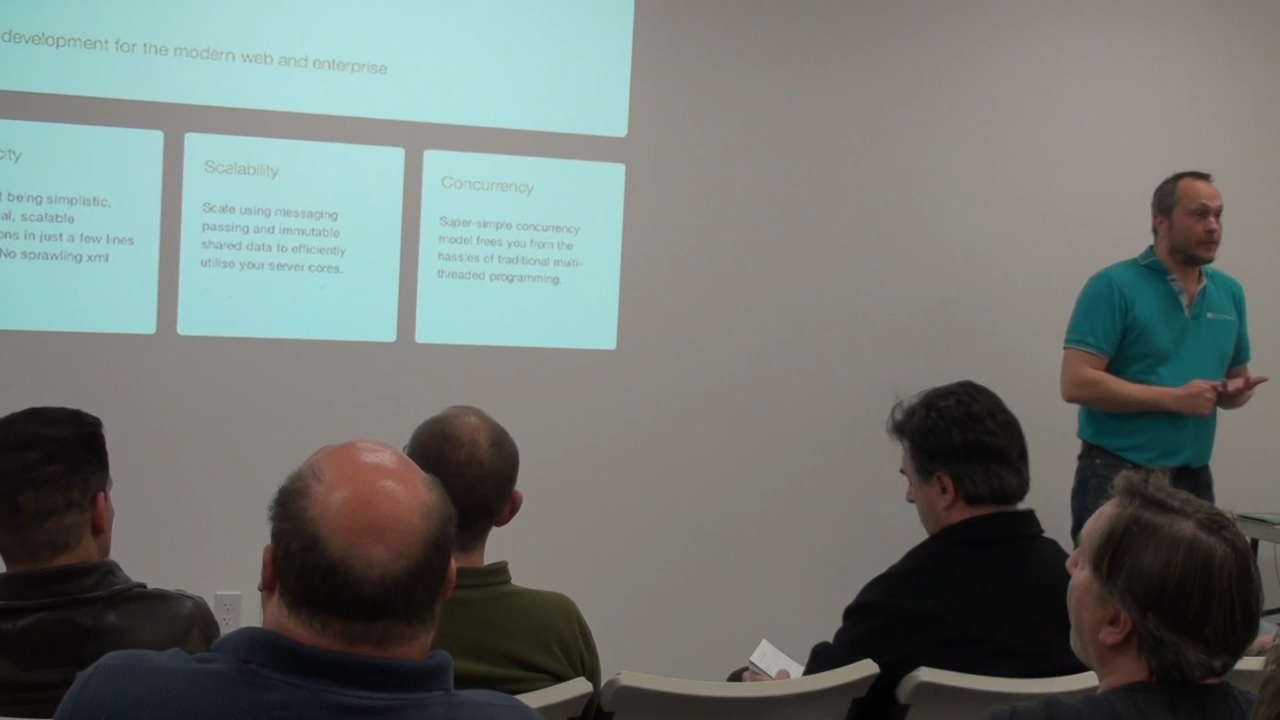 development for the modern web and enterprise
city
t being simplistic.
al, scalable
ons in just a few lines
No sprawling xml
Scalability
Scale using messaging
passing and immutable
shared data to efficiently
utilise your server cores.
Concurrency
Super-simple concurrency
model frees you from the
hassles of traditional multi-
threaded programming.